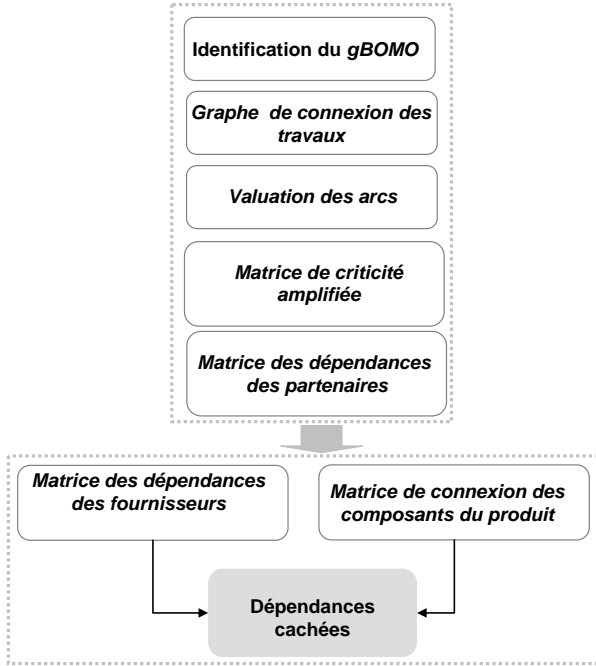 Identification du gBOMO
Graphe de connexion des
travaux
Valuation des arcs
Matrice de criticité
amplifiée
Matrice des dépendances
des partenaires
Matrice des dépendances
des fournisseurs
Matrice de connexion des
composants du produit
Dépendances
cachées